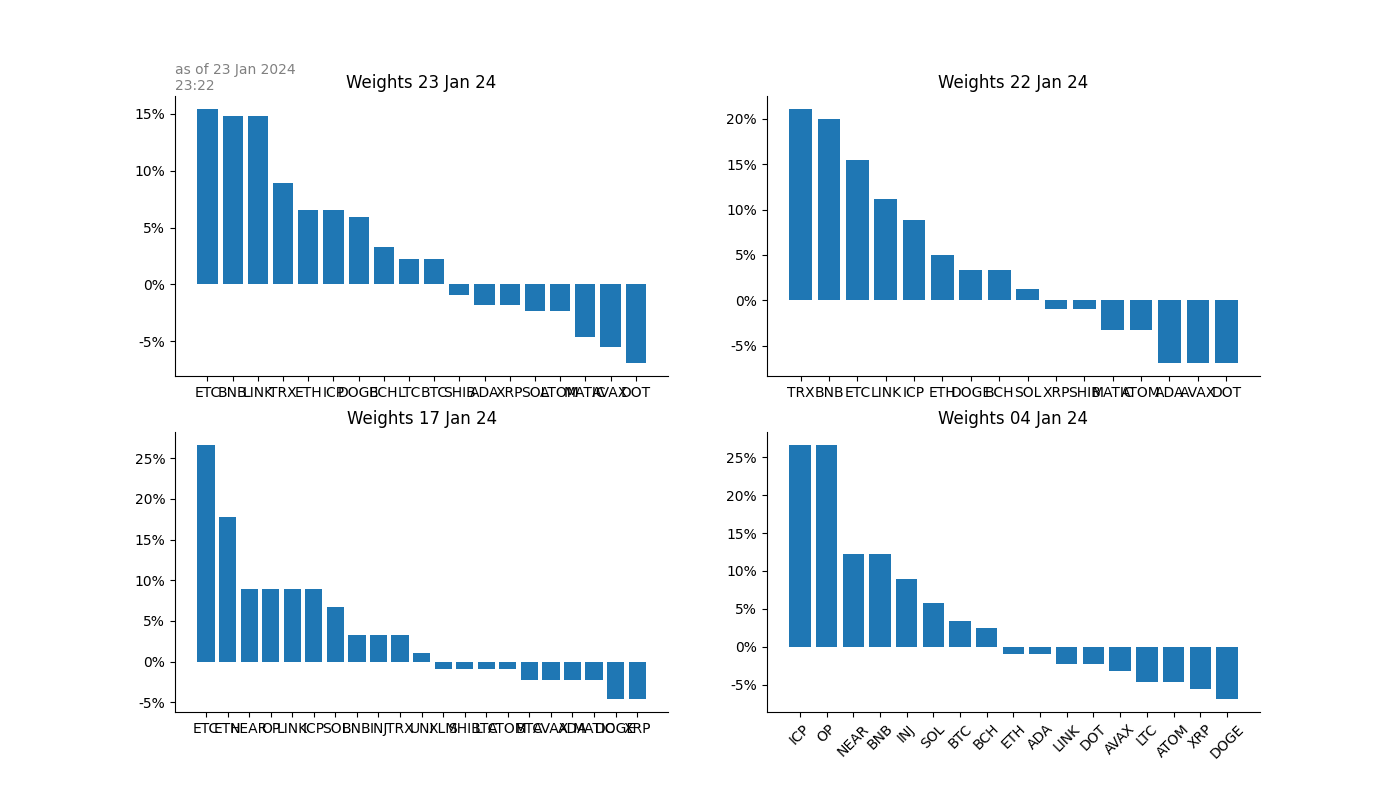 as of 23 Jan 2024
23:22
Weights 23 Jan 24
15%
10%
5%
0%
-5%
ETC BNB LINK TRX ETH ICP DOGE BCH LTC BTC SHIB ADA XRP SOL ATOM MATIC AVAX DOT
Weights 22 Jan 24
20%
15%
10%
5%
0%
-5%
TRX BNB ETC LINK ICP ETH DOGE BCH SOL XRP SHIB MATIC ATOM ADA AVAX DOT
Weights 17 Jan 24
25%
20%
15%
10%
5%
0%
-5%
ETC ETH NEAR OP LINK ICP SOL BNB INJ TRX UNI XLM SHIB LTC ATOM BTC AVAX ADA MATIC DOGE XRP
Weights 04 Jan 24
25%
20%
15%
10%
5%
0%
-5%
ICP OP NEAR BNB INJ SOL BTC BCH ETH ADA LINK DOT AVAX LTC ATOM XRP DOGE